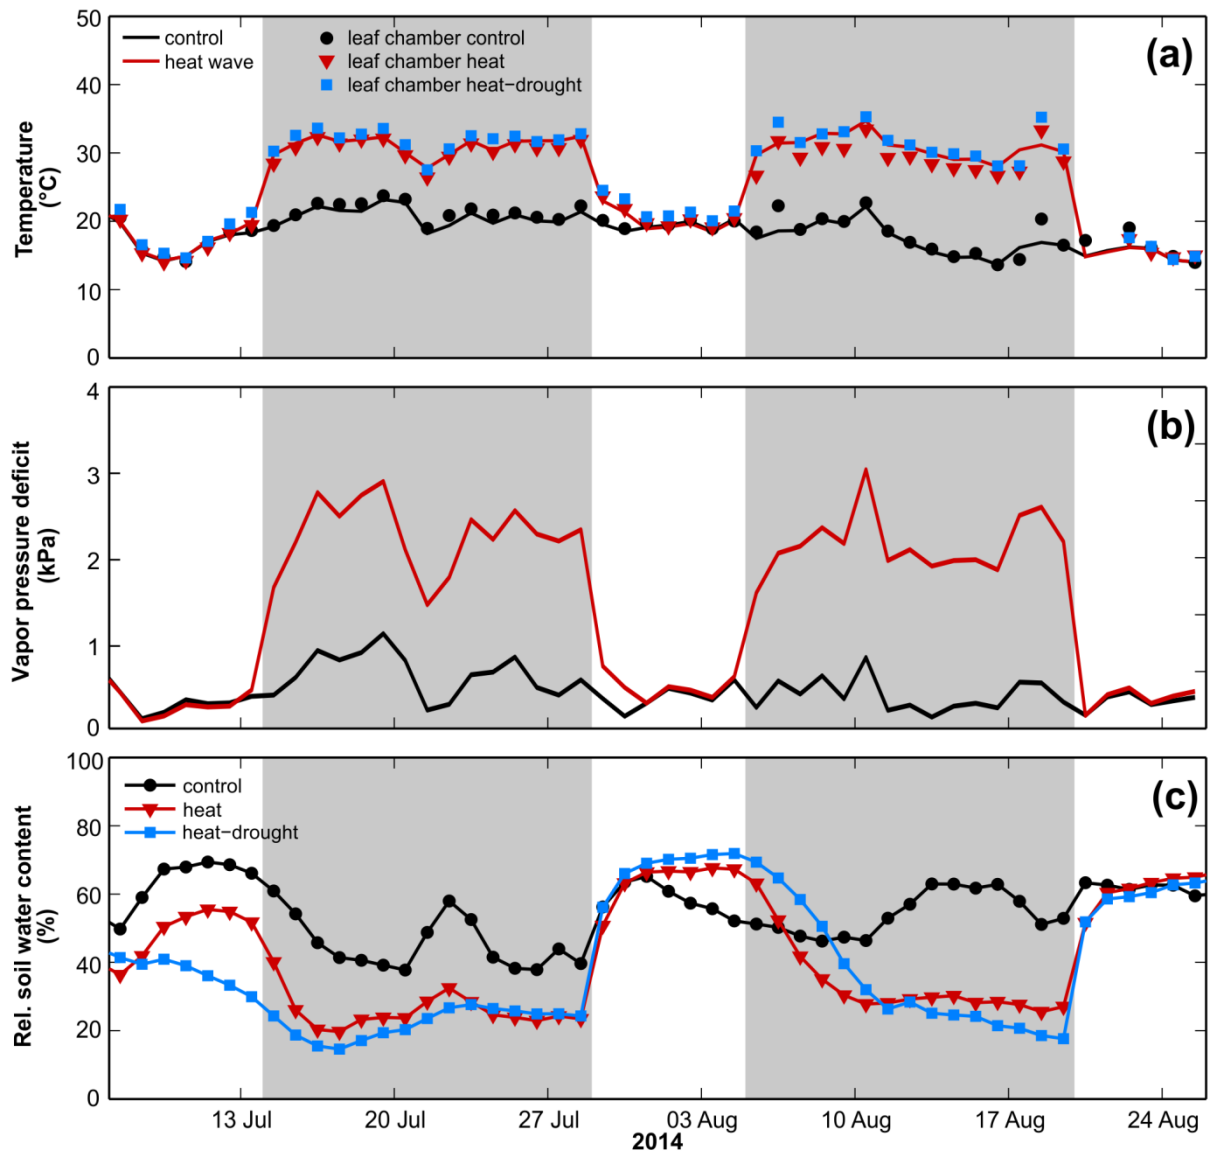 50
40
30
20
10
0
Temperature
(°C)
control
heat wave
leaf chamber control
leaf chamber heat
leaf chamber heat−drought
(a)
4
3
2
1
0
Vapor pressure deficit
(kPa)
(b)
100
80
60
40
20
0
Rel. soil water content
(%)
control
heat
heat−drought
(c)
13 Jul
20 Jul
27 Jul
03 Aug
10 Aug
17 Aug
24 Aug
2014